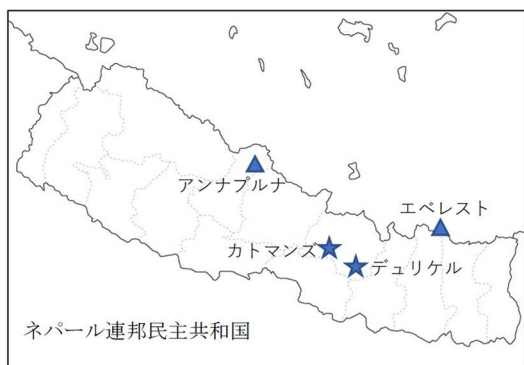 アンナプルナ
エベレスト
カトマンズ
デュリケル
ネパール連邦民主共和国